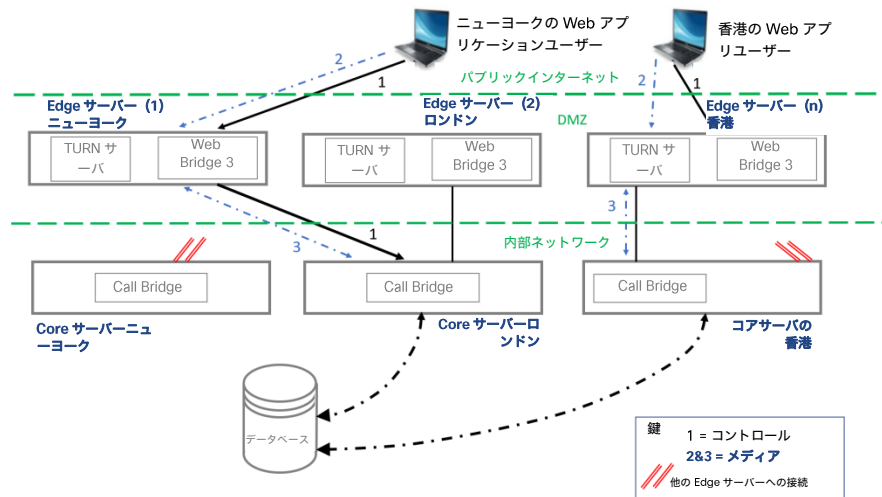 ニューヨークの Web アプ
リケーションユーザー
香港の Web アプ
リユーザー
2
1
パブリックインターネット
2
1
Edge サーバー（1）
ニューヨーク
Edge サーバー（2）
ロンドン
DMZ
Edge サーバー（n）
香港
TURN サ
ーバ
Web
Bridge 3
TURN サ
ーバ
Web
Bridge 3
TURN サ
ーバ
Web
Bridge 3
1
3
3
内部ネットワーク
Call Bridge
Call Bridge
Call Bridge
Core サーバーニュ
ーヨーク
Core サーバーロ
ンドン
コアサーバの
香港
データベース
鍵
1 = コントロール
2&3 = メディア
他の Edge サーバーへの接続